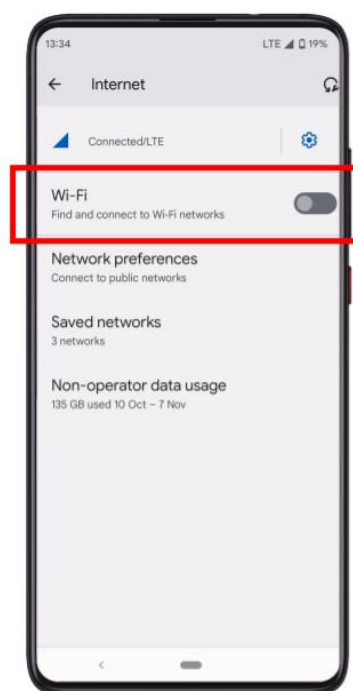 13:34 LTE 19%
Internet
Connected/LTE
Wi-Fi
Find and connect to Wi-Fi networks
Network preferences
Connect to public networks
Saved networks
3 networks
Non-operator data usage
135 GB used 10 Oct – 7 Nov